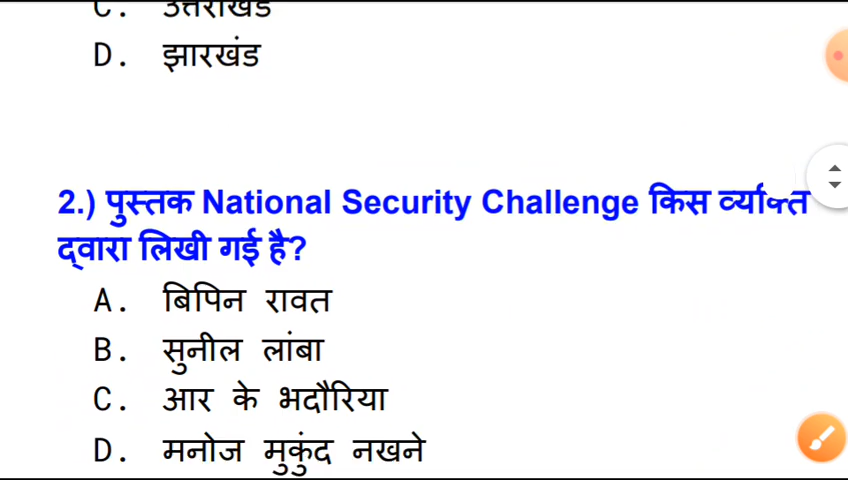 C. उत्तराखंड
D. झारखंड
2.) पुस्तक National Security Challenge किस व्यक्ति
द्वारा लिखी गई है?
A. बिपिन रावत
B. सुनील लांबा
C. आर के भदौरिया
D. मनोज मुकुंद नखने